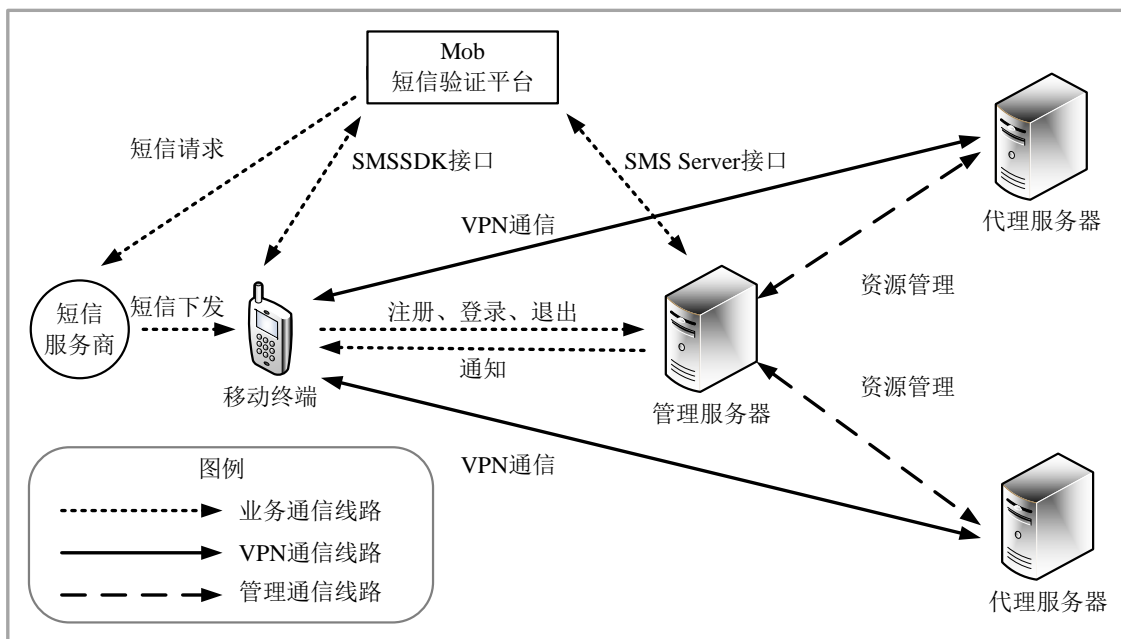 Mob
短信验证平台
短信请求
SMSSDK接口
SMS Server接口
代理服务器
VPN通信
资源管理
短信
服务商
短信下发
移动终端
注册、登录、退出
通知
管理服务器
资源管理
VPN通信
代理服务器
图例
业务通信线路
VPN通信线路
管理通信线路